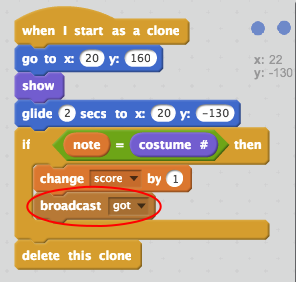 when I start as a clone
go to x: 20 y: 160
x: 22
y: -130
show
glide 2 secs to x: 20 y: -130
if note = costume # then
change score by 1
broadcast got
delete this clone